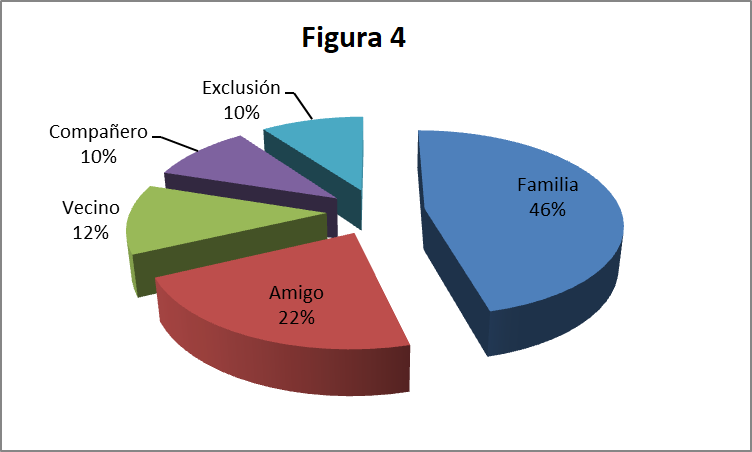 Figura 4
Exclusión
10%
Compañero
10%
Vecino
12%
Familia
46%
Amigo
22%